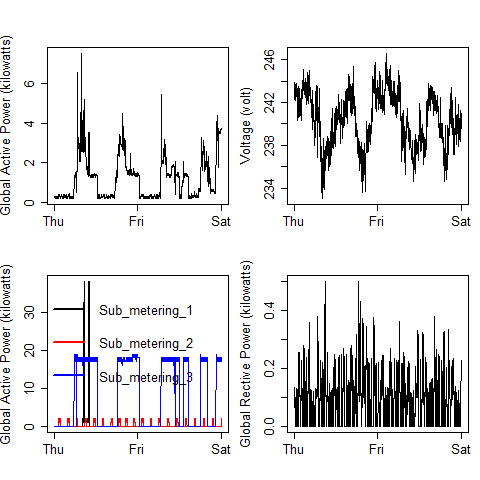 Global Active Power (kilowatts)
0 2 4 6
Thu Fri Sat
Voltage (volt)
234 238 242 246
Thu Fri Sat
Global Active Power (kilowatts)
0 10 20 30
Sub_metering_1
Sub_metering_2
Sub_metering_3
Thu Fri Sat
Global Rective Power (kilowatts)
0.0 0.2 0.4
Thu Fri Sat